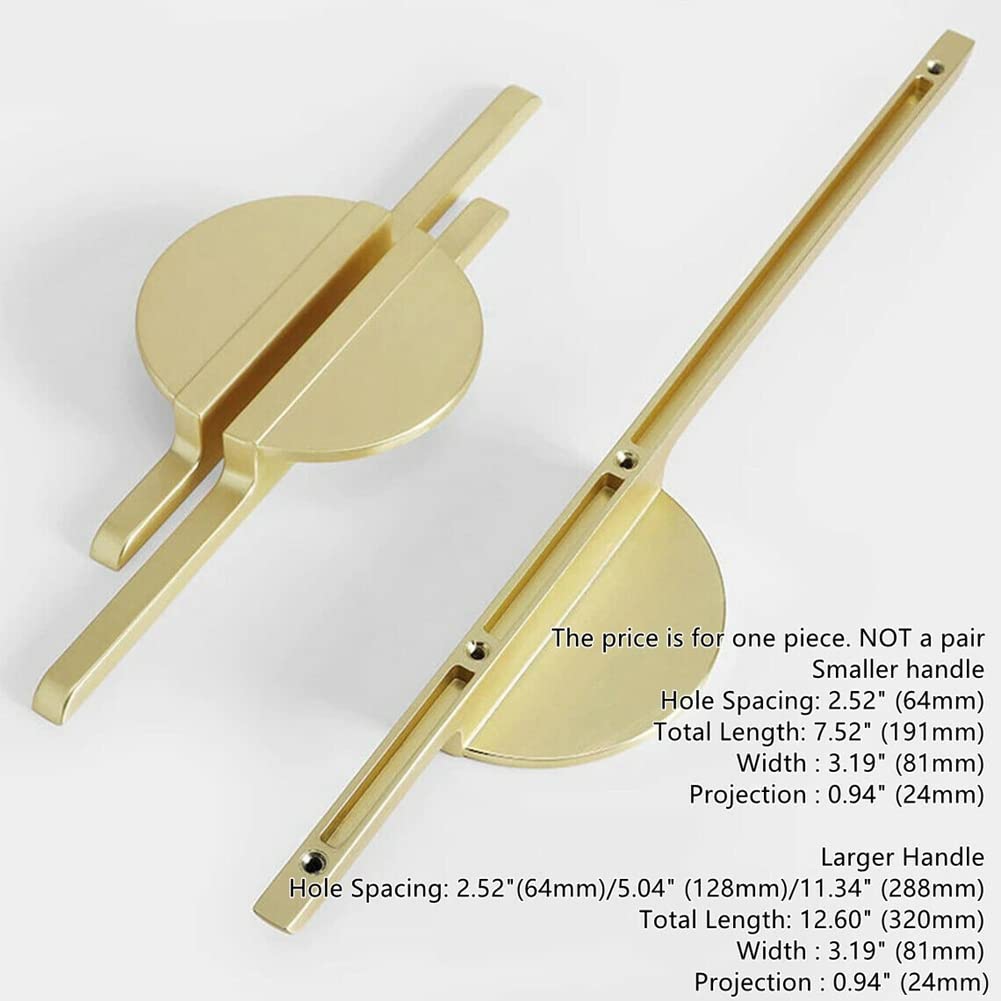 The price is for one piece. NOT a pair
Smaller handle
Hole Spacing: 2.52" (64mm)
Total Length: 7.52" (191mm)
Width : 3.19" (81mm)
Projection : 0.94" (24mm)
Larger Handle
Hole Spacing: 2.52"(64mm)/5.04" (128mm)/11.34" (288mm)
Total Length: 12.60" (320mm)
Width : 3.19" (81mm)
Projection : 0.94" (24mm)